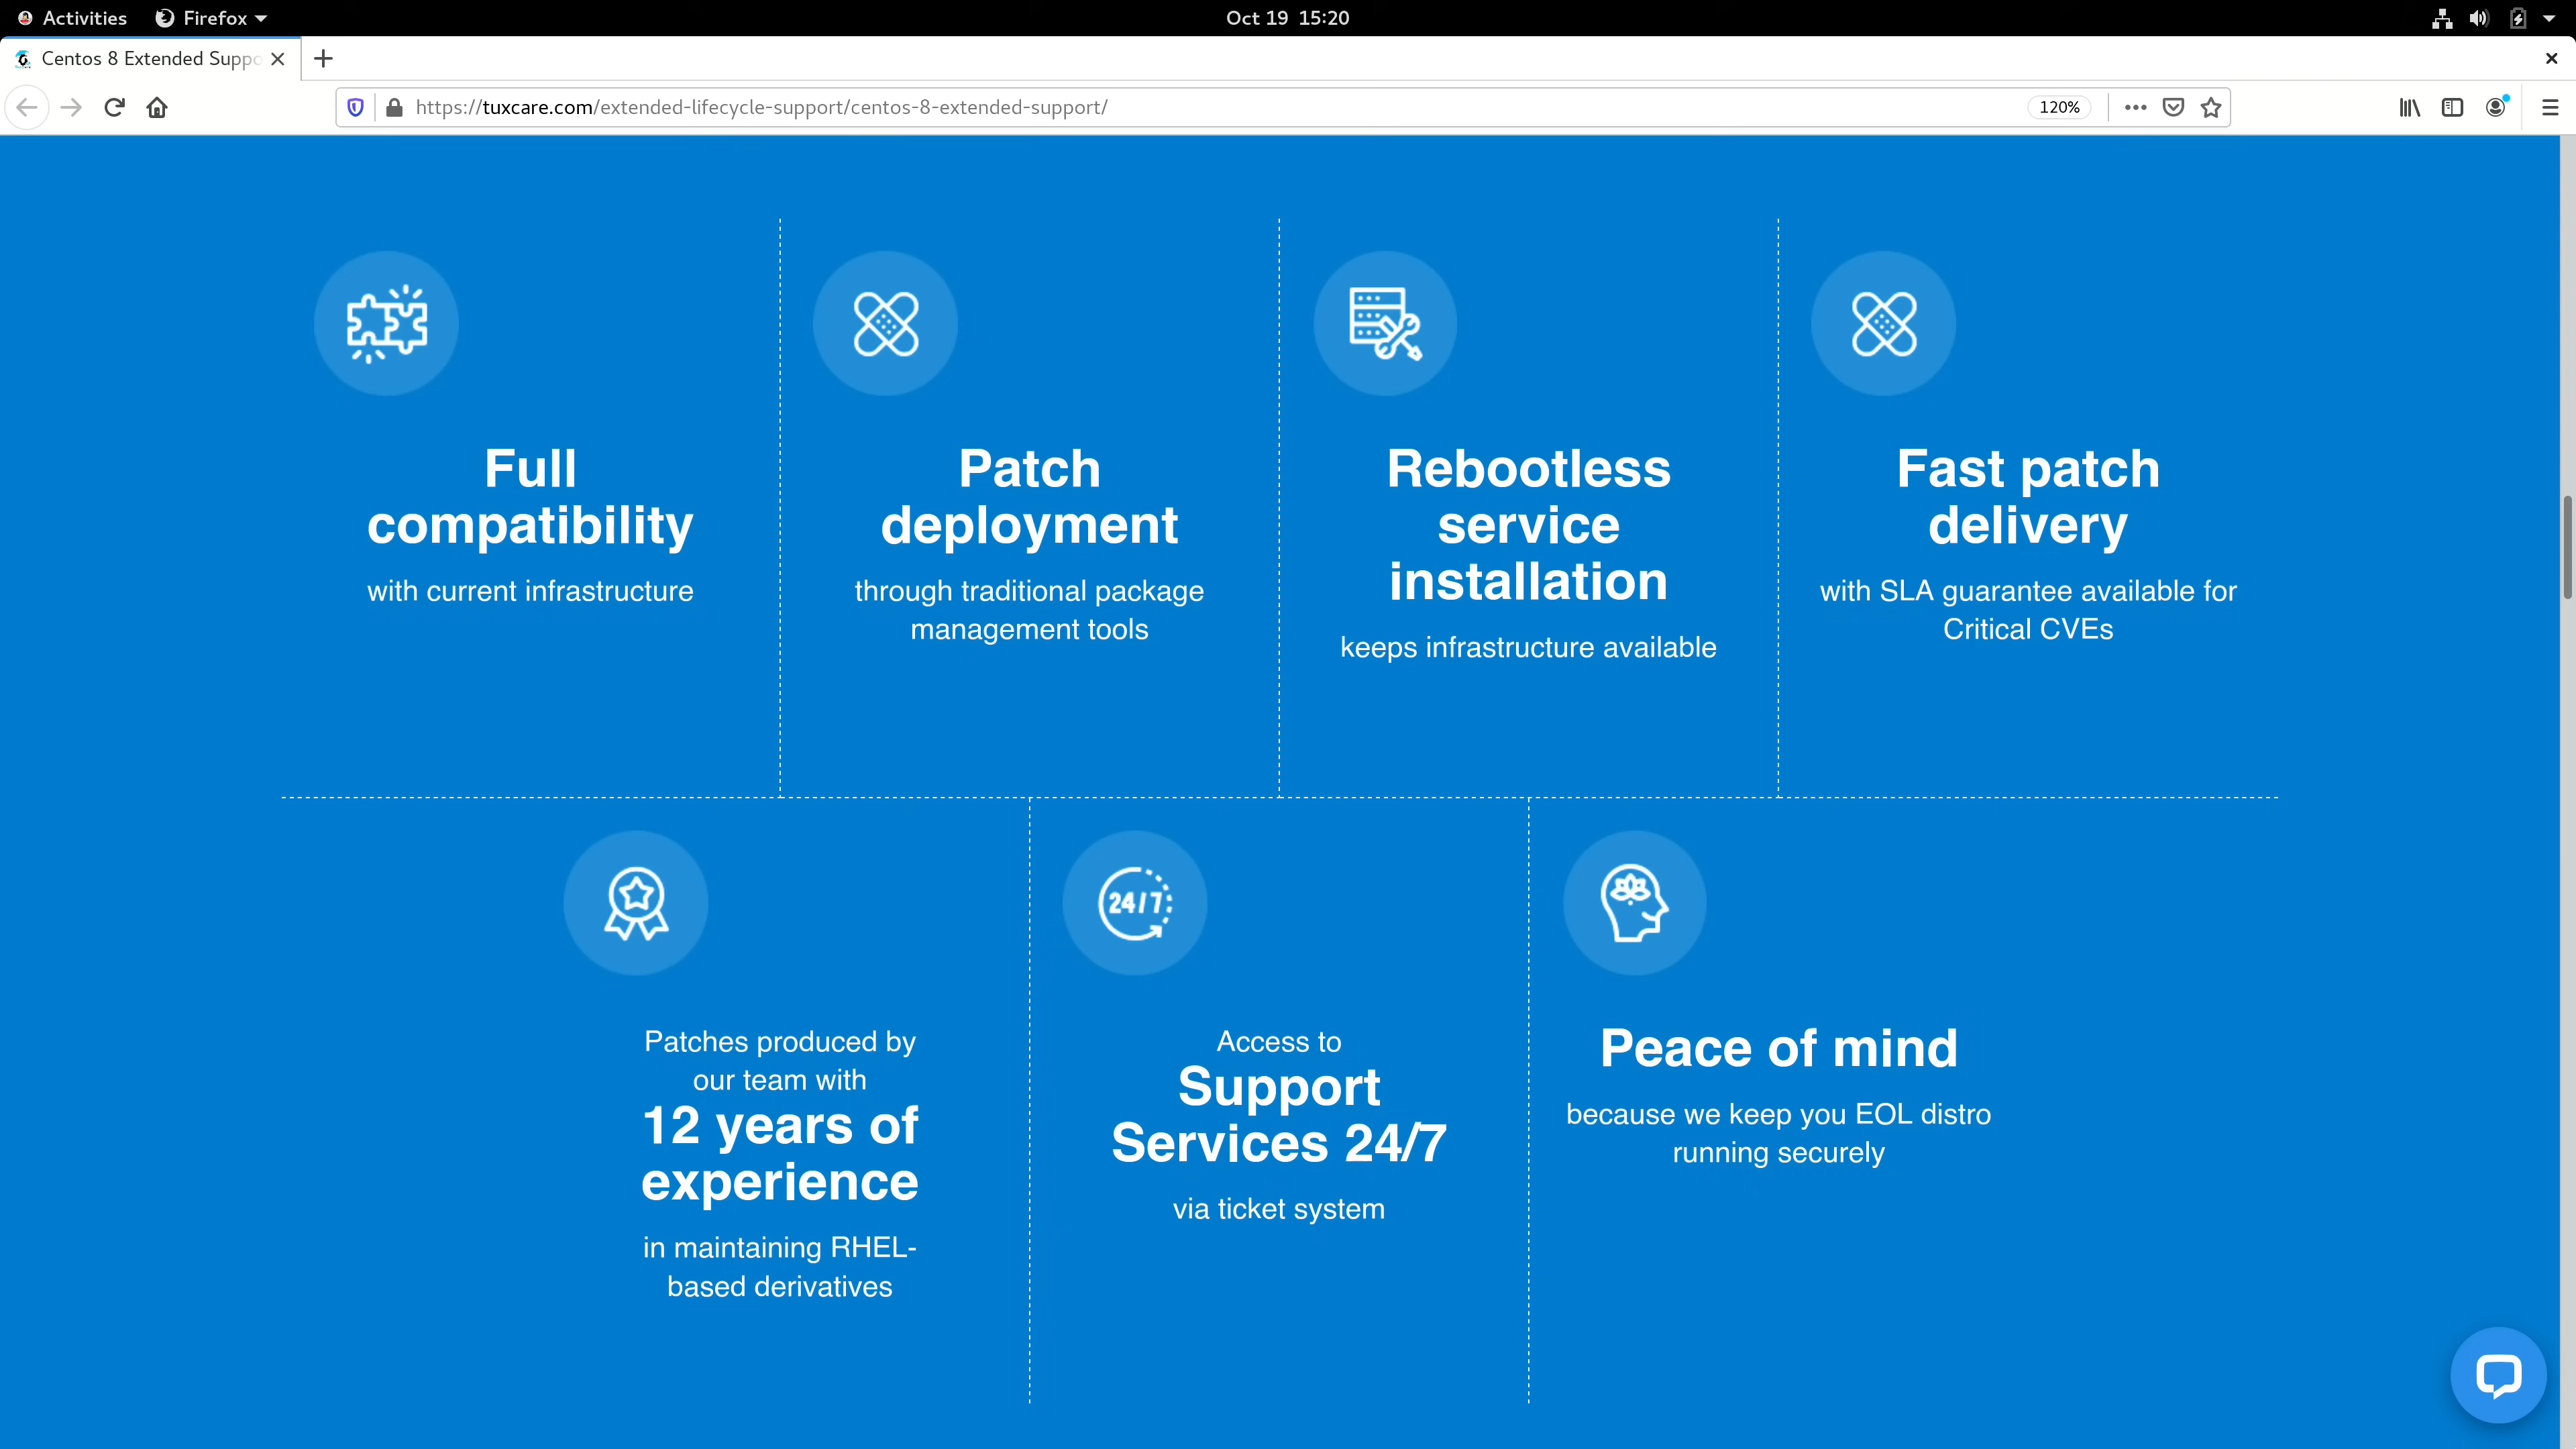 Activities
Firefox
Oct 19 15:20
Centos 8 Extended Suppo
https://tuxcare.com/extended-lifecycle-support/centos-8-extended-support/
120%
Full
compatibility
with current infrastructure
Patch
deployment
through traditional package
management tools
Rebootless
service
installation
keeps infrastructure available
Fast patch
delivery
with SLA guarantee available for
Critical CVEs
Patches produced by
our team with
12 years of
experience
in maintaining RHEL-
based derivatives
24/7
Access to
Support
Services 24/7
via ticket system
Peace of mind
because we keep you EOL distro
running securely